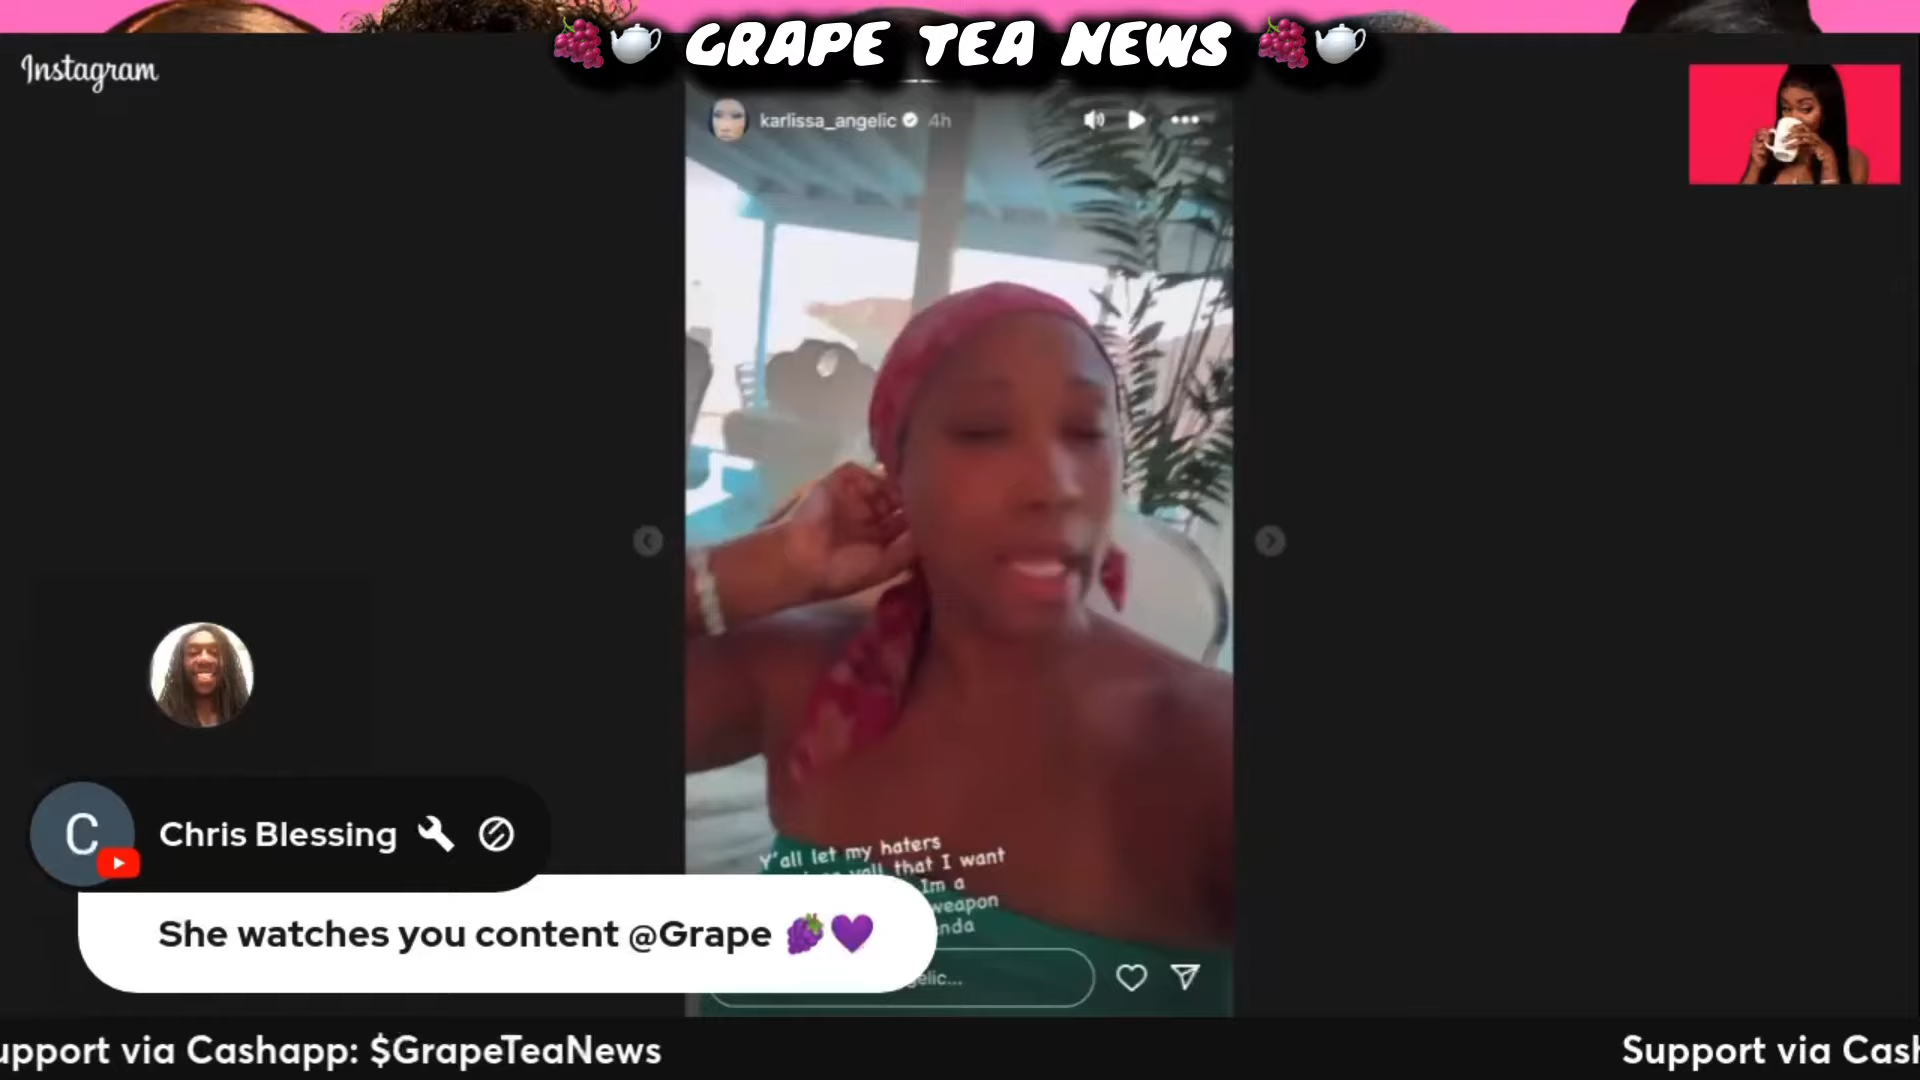 GRAPE TEA NEWS
Instagram
karlissa_angelic 4h
C
Chris Blessing
She watches you content @Grape 🍇💜
Y'all let my haters
yall that I want
Im a
weapon
upport via Cashapp: $GrapeTeaNews
Support via Cash